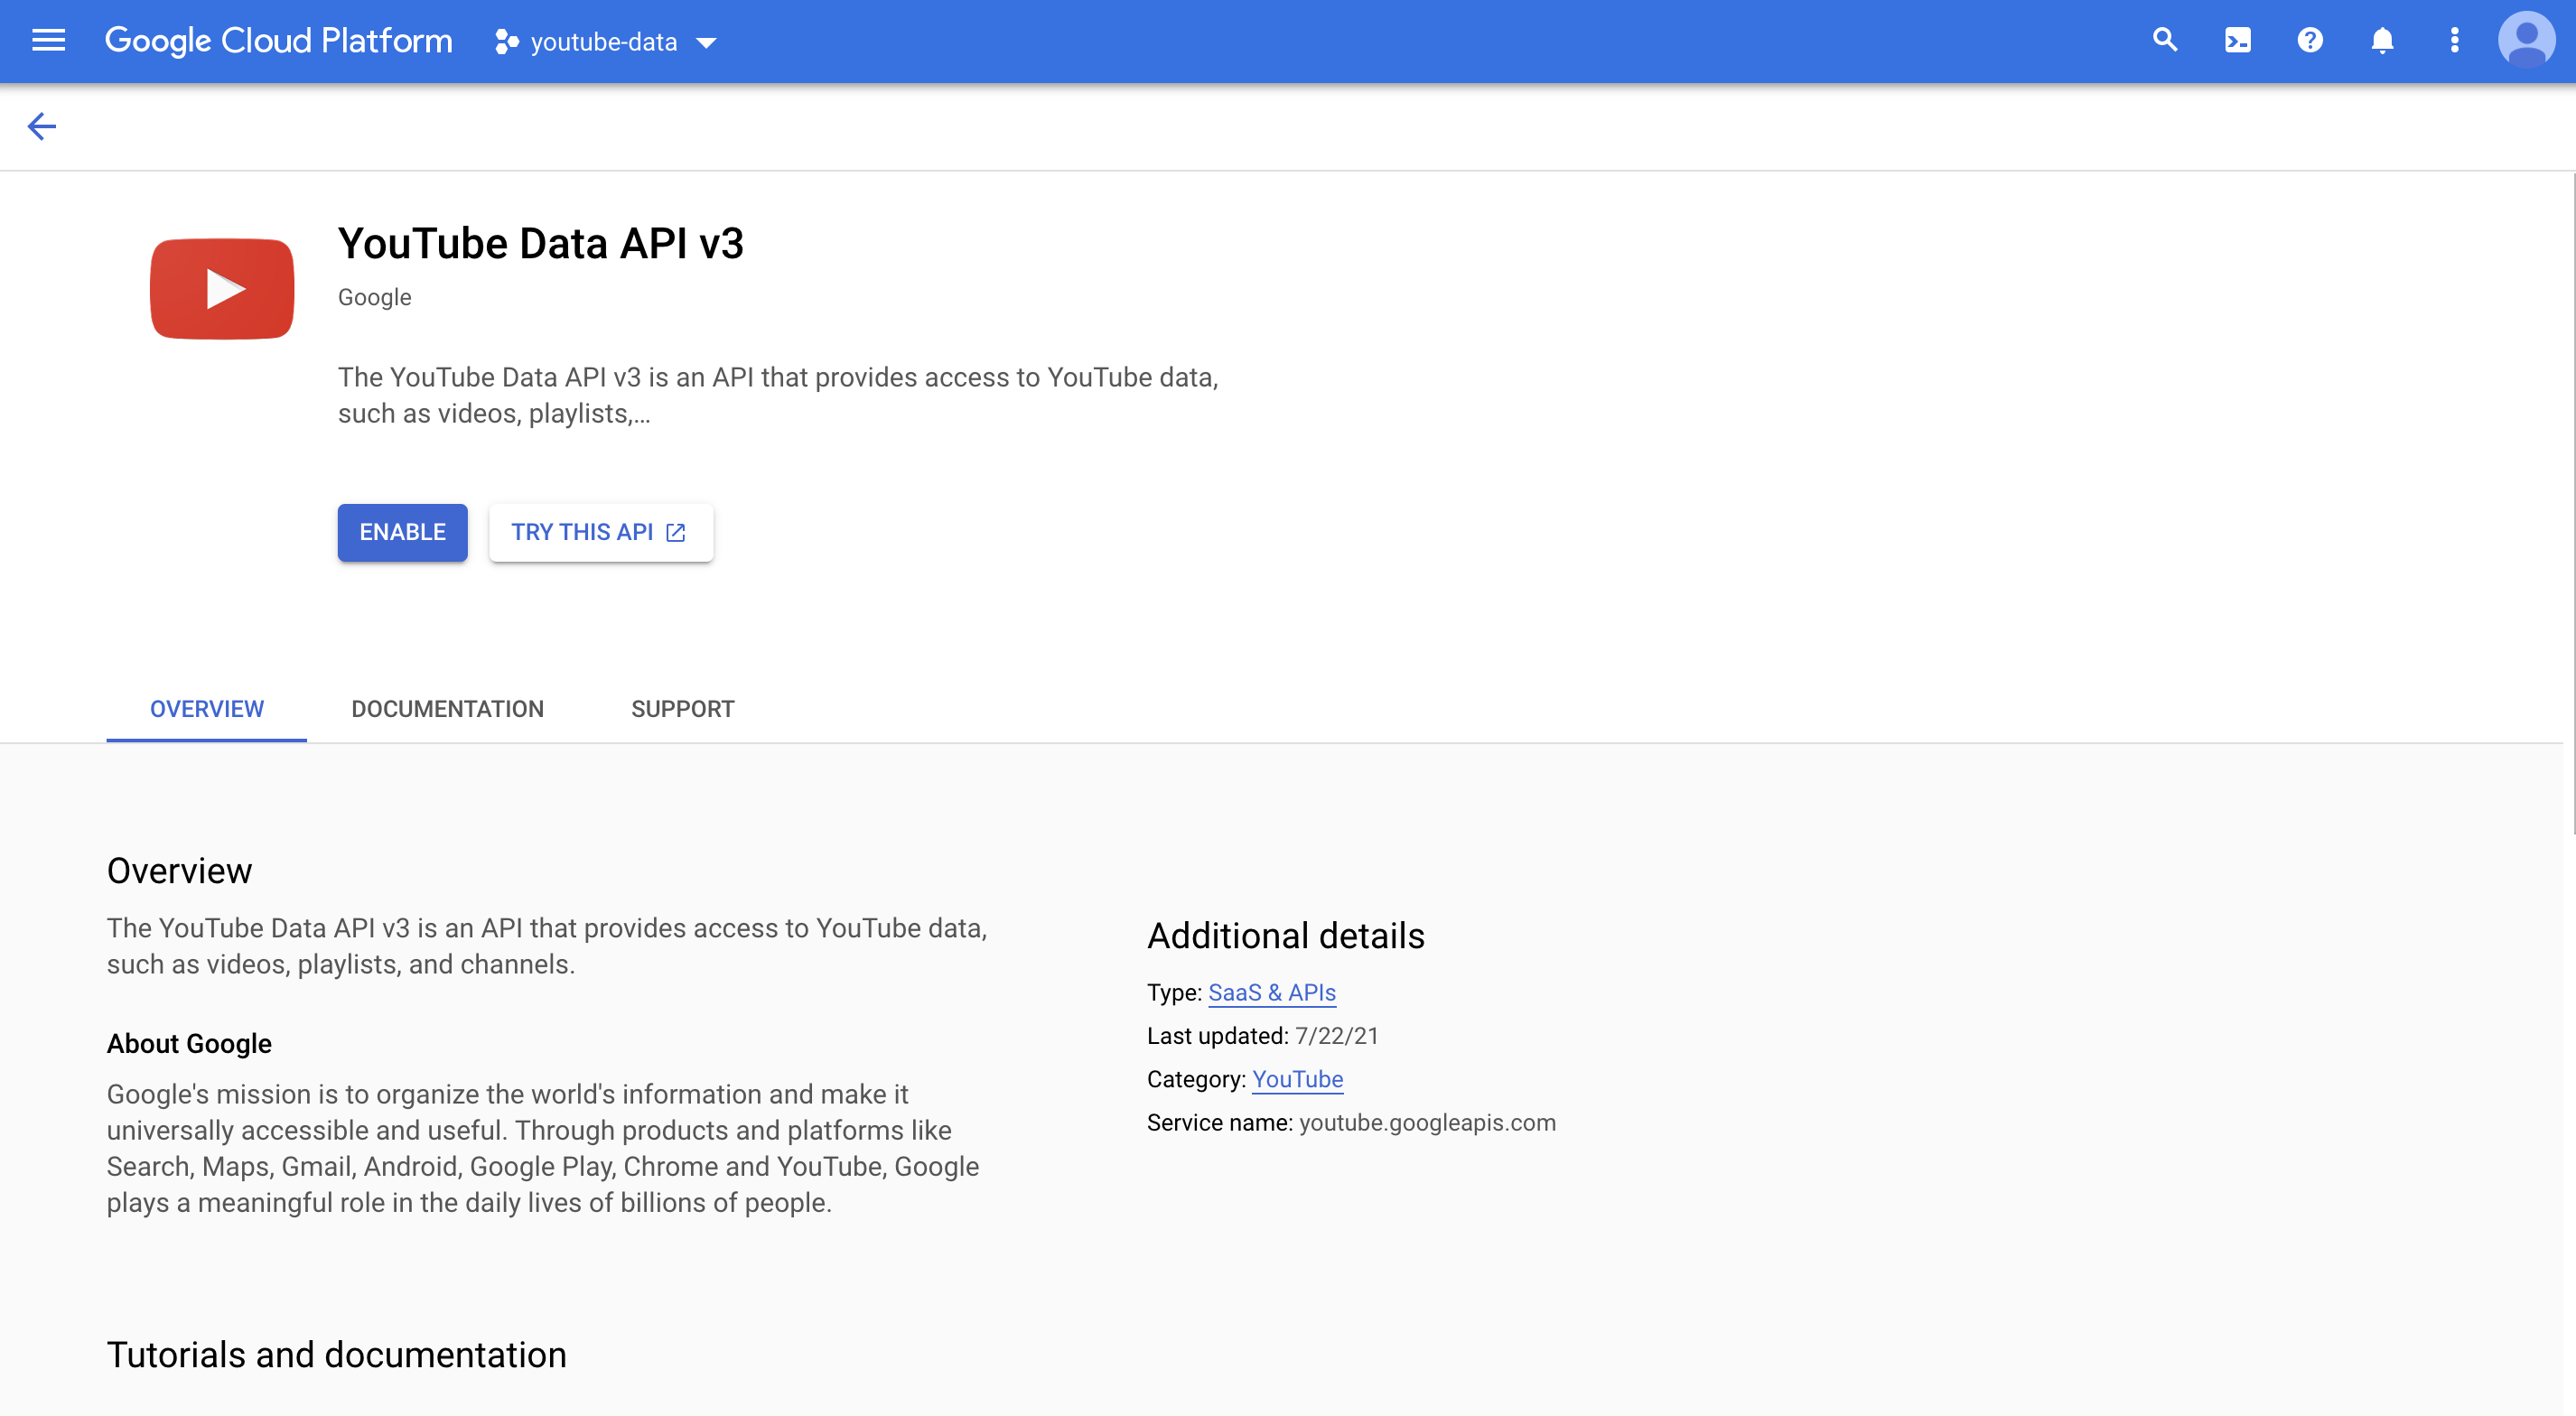 Google Cloud Platform
youtube-data
YouTube Data API v3
Google
The YouTube Data API v3 is an API that provides access to YouTube data,
such as videos, playlists,...
ENABLE
TRY THIS API
OVERVIEW
DOCUMENTATION
SUPPORT
Overview
The YouTube Data API v3 is an API that provides access to YouTube data,
such as videos, playlists, and channels.
About Google
Google's mission is to organize the world's information and make it
universally accessible and useful. Through products and platforms like
Search, Maps, Gmail, Android, Google Play, Chrome and YouTube, Google
plays a meaningful role in the daily lives of billions of people.
Additional details
Type: SaaS & APIs
Last updated: 7/22/21
Category: YouTube
Service name: youtube.googleapis.com
Tutorials and documentation